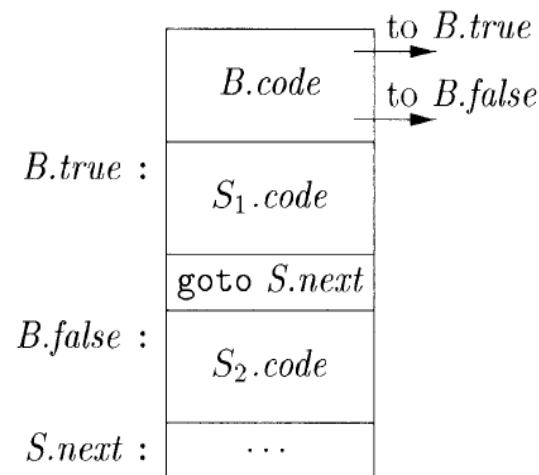 to B.true
B.code
to B.false
B.true :
S₁.code
goto S.next
B.false :
S₂.code
S.next : ···